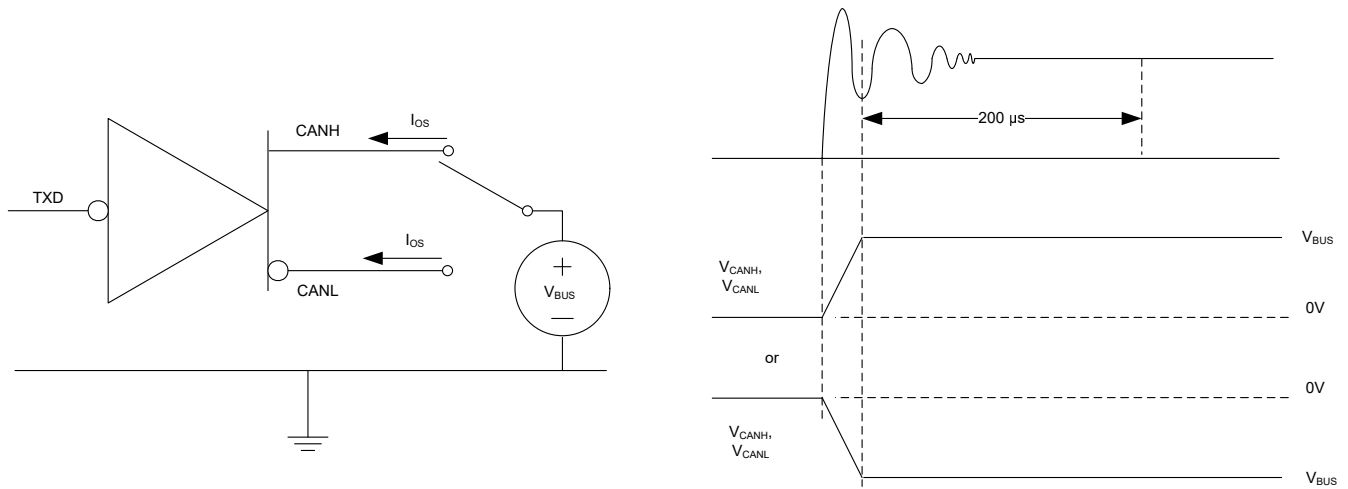 TXD
CANH
I_OS
I_OS
CANL
+
V_BUS
—
200 µs
V_BUS
V_CANH,
V_CANL
0V
or
0V
V_CANH,
V_CANL
V_BUS